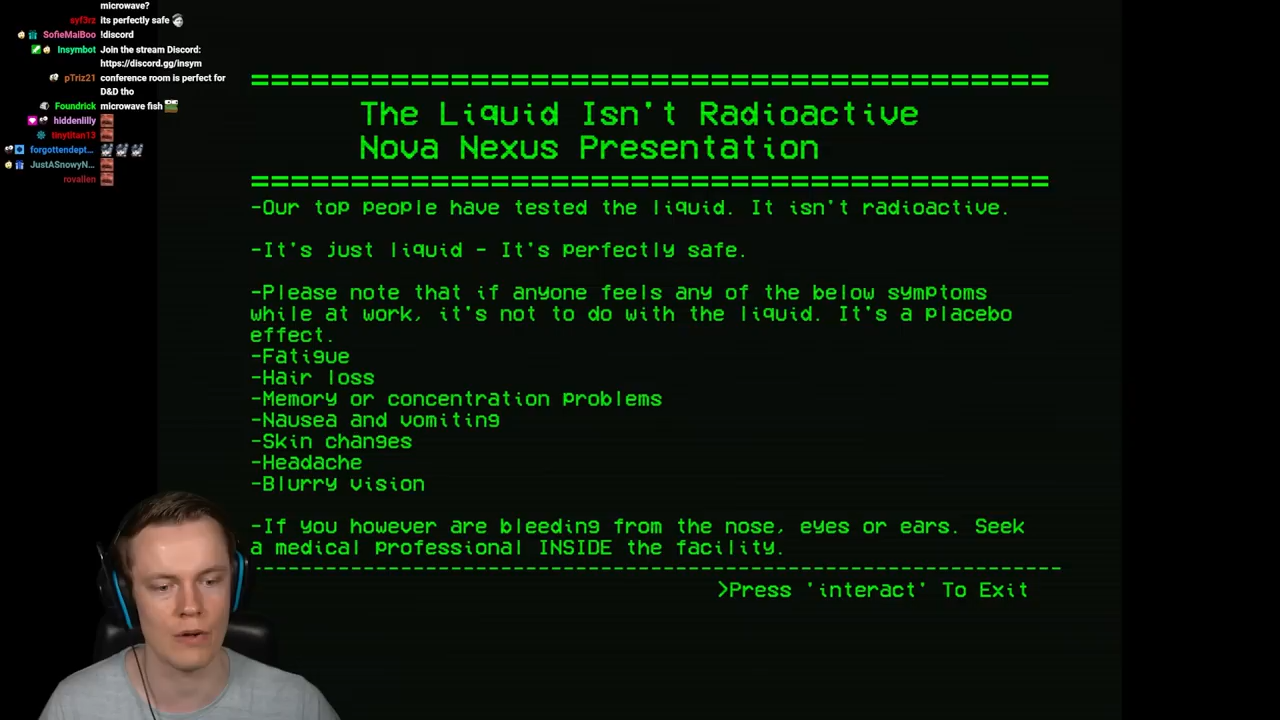 microwave?
syf3rz its perfectly safe
SofieMaiBoo !discord
Insymbot Join the stream Discord:
https://discord.gg/insym
pTriz21 conference room is perfect for
D&D tho
Foundrick microwave fish
hiddenlilly
tinytitan13
forgottendept...
JustASnowyN...
rovallen
==========================================
The Liquid Isn't Radioactive
Nova Nexus Presentation
==========================================
-Our top people have tested the liquid. It isn't radioactive.
-It's just liquid - It's perfectly safe.
-Please note that if anyone feels any of the below symptoms
while at work, it's not to do with the liquid. It's a placebo
effect.
-Fatigue
-Hair loss
-Memory or concentration problems
-Nausea and vomiting
-Skin changes
-Headache
-Blurry vision
-If you however are bleeding from the nose, eyes or ears. Seek
a medical professional INSIDE the facility.
------------------------------------------------------------------
>Press 'interact' To Exit